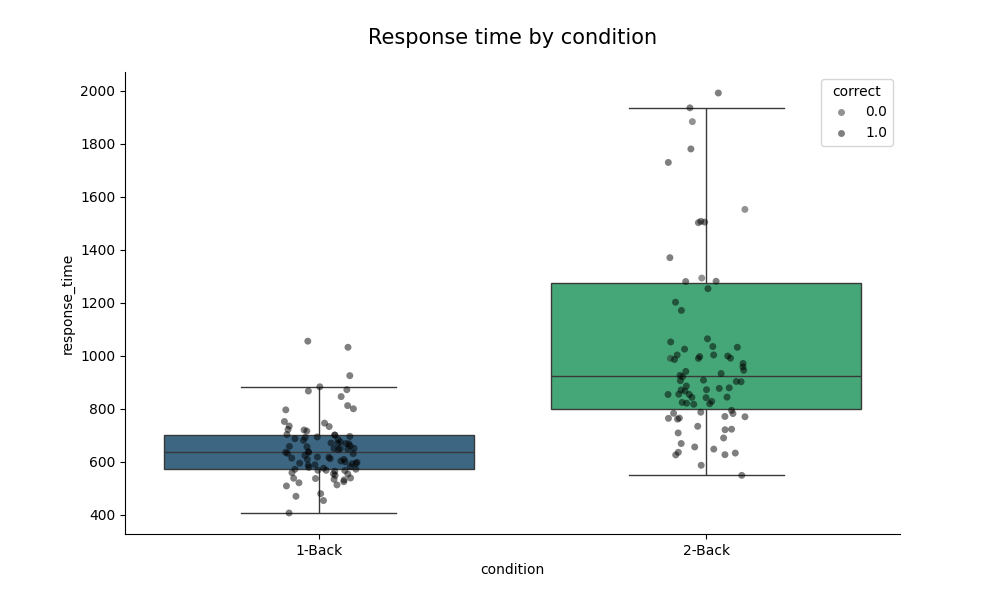 Response time by condition
correct
0.0
1.0
response_time
2000
1800
1600
1400
1200
1000
800
600
400
1-Back
2-Back
condition